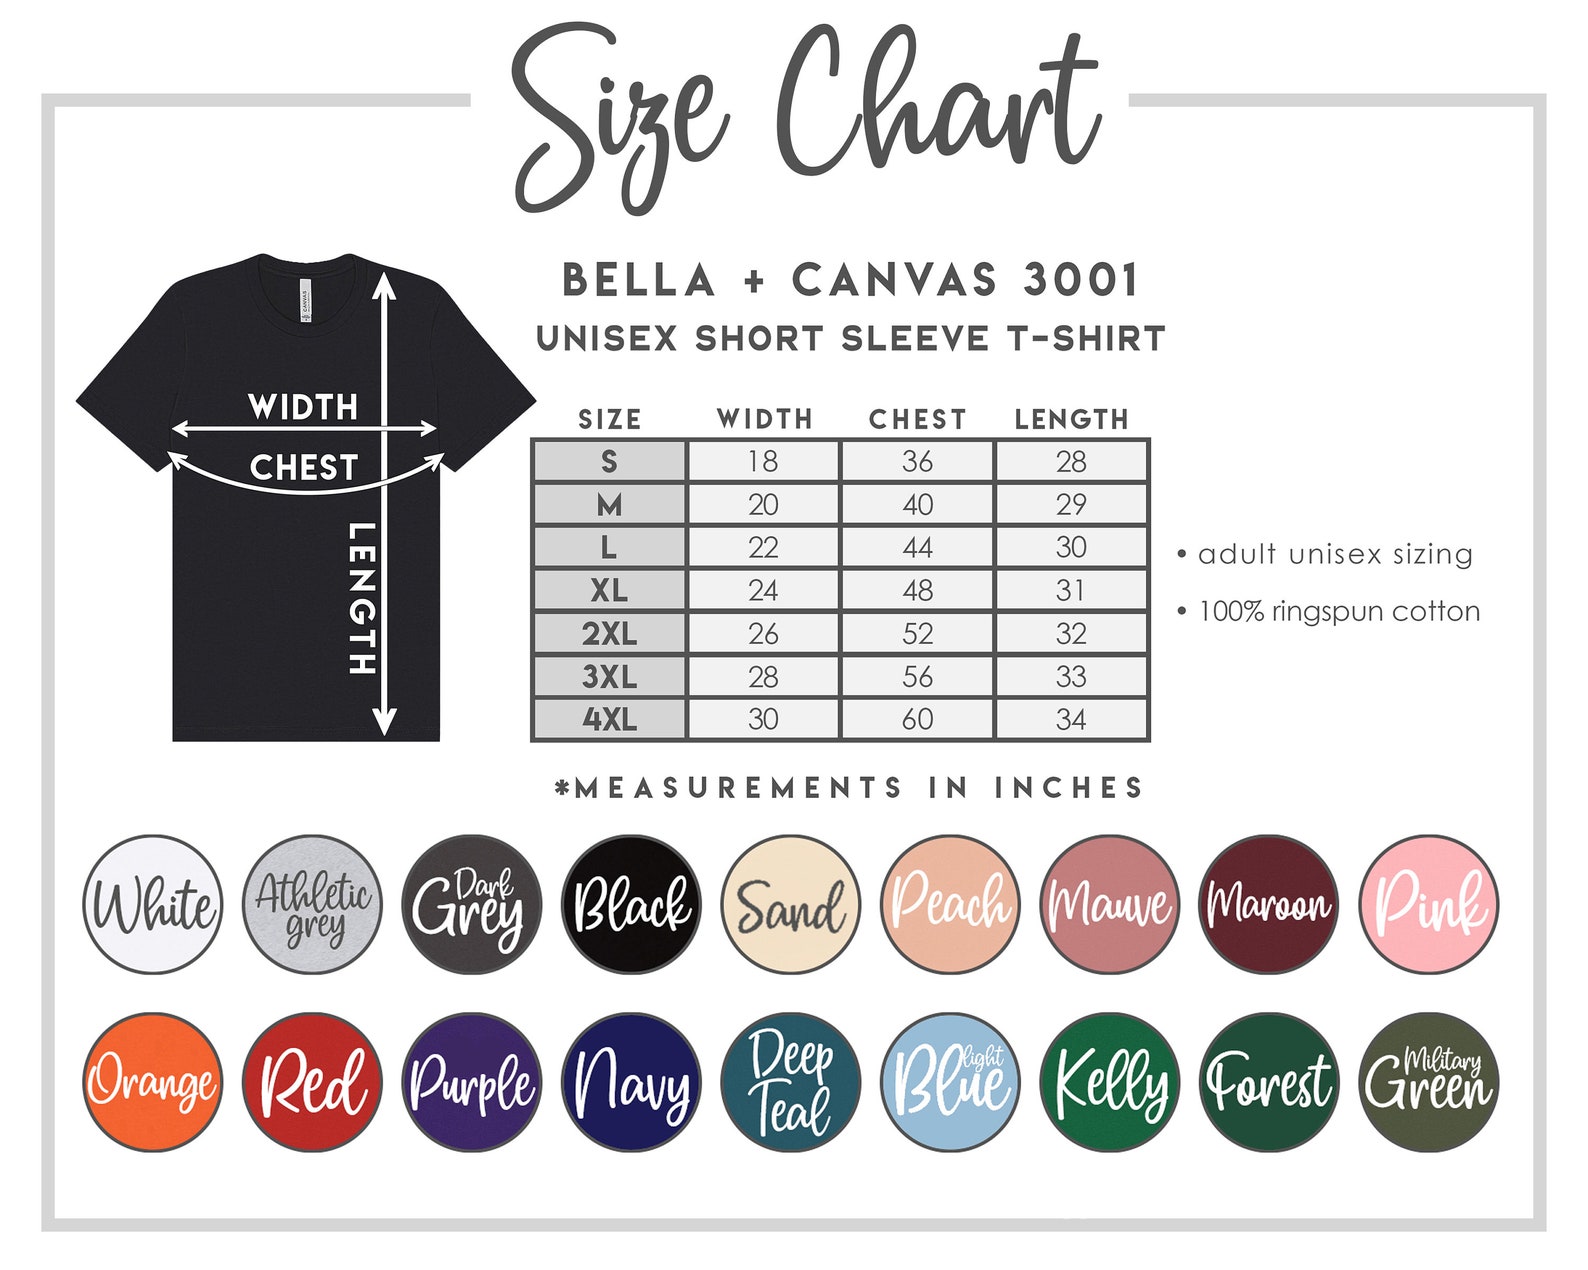 Size Chart
BELLA + CANVAS 3001
UNISEX SHORT SLEEVE T-SHIRT
CANVAS
WIDTH
CHEST
LENGTH
SIZE WIDTH CHEST LENGTH
S 18 36 28
M 20 40 29
L 22 44 30
XL 24 48 31
2XL 26 52 32
3XL 28 56 33
4XL 30 60 34
• adult unisex sizing
• 100% ringspun cotton
*MEASUREMENTS IN INCHES
White
Athletic
grey
Dark
Grey
Black
Sand
Peach
Mauve
Maroon
Pink
Orange
Red
Purple
Navy
Deep
Teal
light
Blue
Kelly
Forest
Military
Green